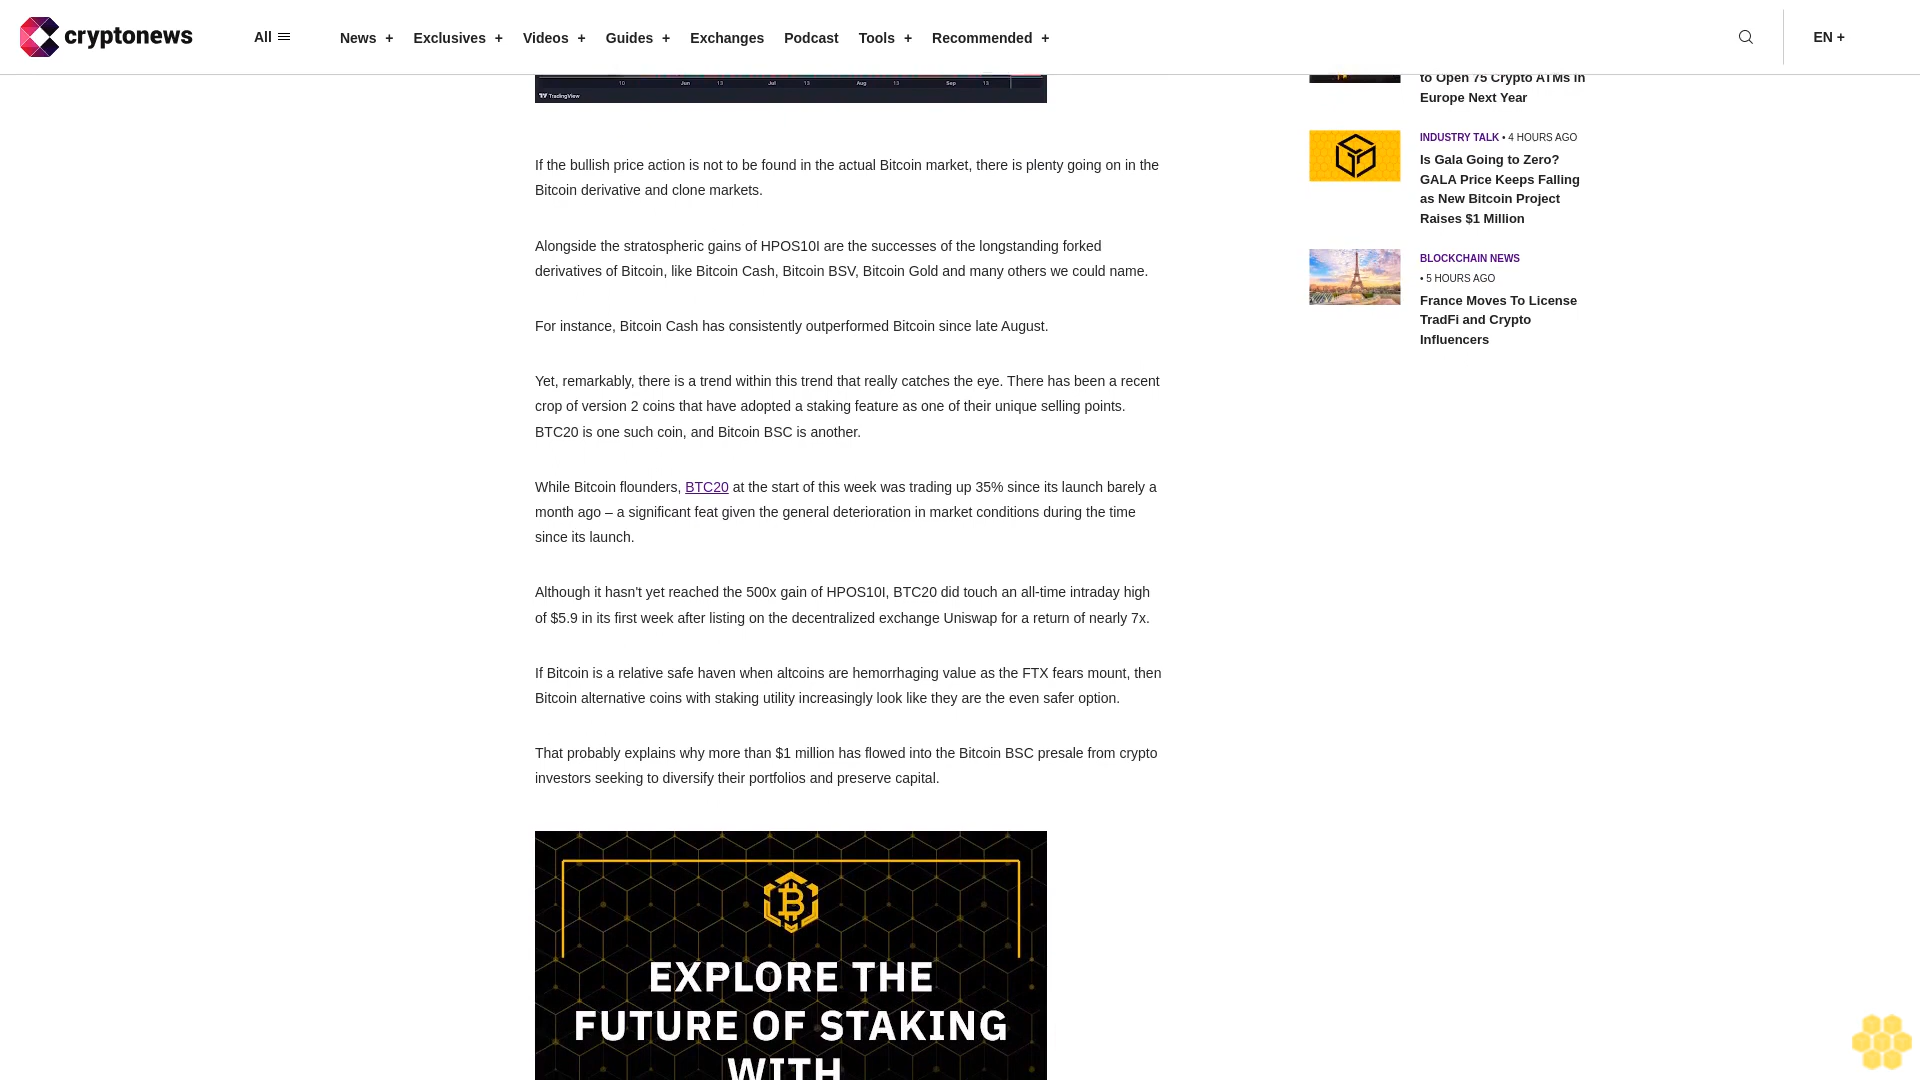 cryptonews
All
News + Exclusives + Videos + Guides + Exchanges Podcast Tools + Recommended +
EN +
10 Jun 13 Jul 13 Aug 13 Sep 13
TradingView
If the bullish price action is not to be found in the actual Bitcoin market, there is plenty going on in the
Bitcoin derivative and clone markets.
Alongside the stratospheric gains of HPOS10I are the successes of the longstanding forked
derivatives of Bitcoin, like Bitcoin Cash, Bitcoin BSV, Bitcoin Gold and many others we could name.
For instance, Bitcoin Cash has consistently outperformed Bitcoin since late August.
Yet, remarkably, there is a trend within this trend that really catches the eye. There has been a recent
crop of version 2 coins that have adopted a staking feature as one of their unique selling points.
BTC20 is one such coin, and Bitcoin BSC is another.
While Bitcoin flounders, BTC20 at the start of this week was trading up 35% since its launch barely a
month ago – a significant feat given the general deterioration in market conditions during the time
since its launch.
Although it hasn't yet reached the 500x gain of HPOS10I, BTC20 did touch an all-time intraday high
of $5.9 in its first week after listing on the decentralized exchange Uniswap for a return of nearly 7x.
If Bitcoin is a relative safe haven when altcoins are hemorrhaging value as the FTX fears mount, then
Bitcoin alternative coins with staking utility increasingly look like they are the even safer option.
That probably explains why more than $1 million has flowed into the Bitcoin BSC presale from crypto
investors seeking to diversify their portfolios and preserve capital.
EXPLORE THE
FUTURE OF STAKING
WITH
to Open 75 Crypto ATMs in
Europe Next Year
INDUSTRY TALK • 4 HOURS AGO
Is Gala Going to Zero?
GALA Price Keeps Falling
as New Bitcoin Project
Raises $1 Million
BLOCKCHAIN NEWS
• 5 HOURS AGO
France Moves To License
TradFi and Crypto
Influencers